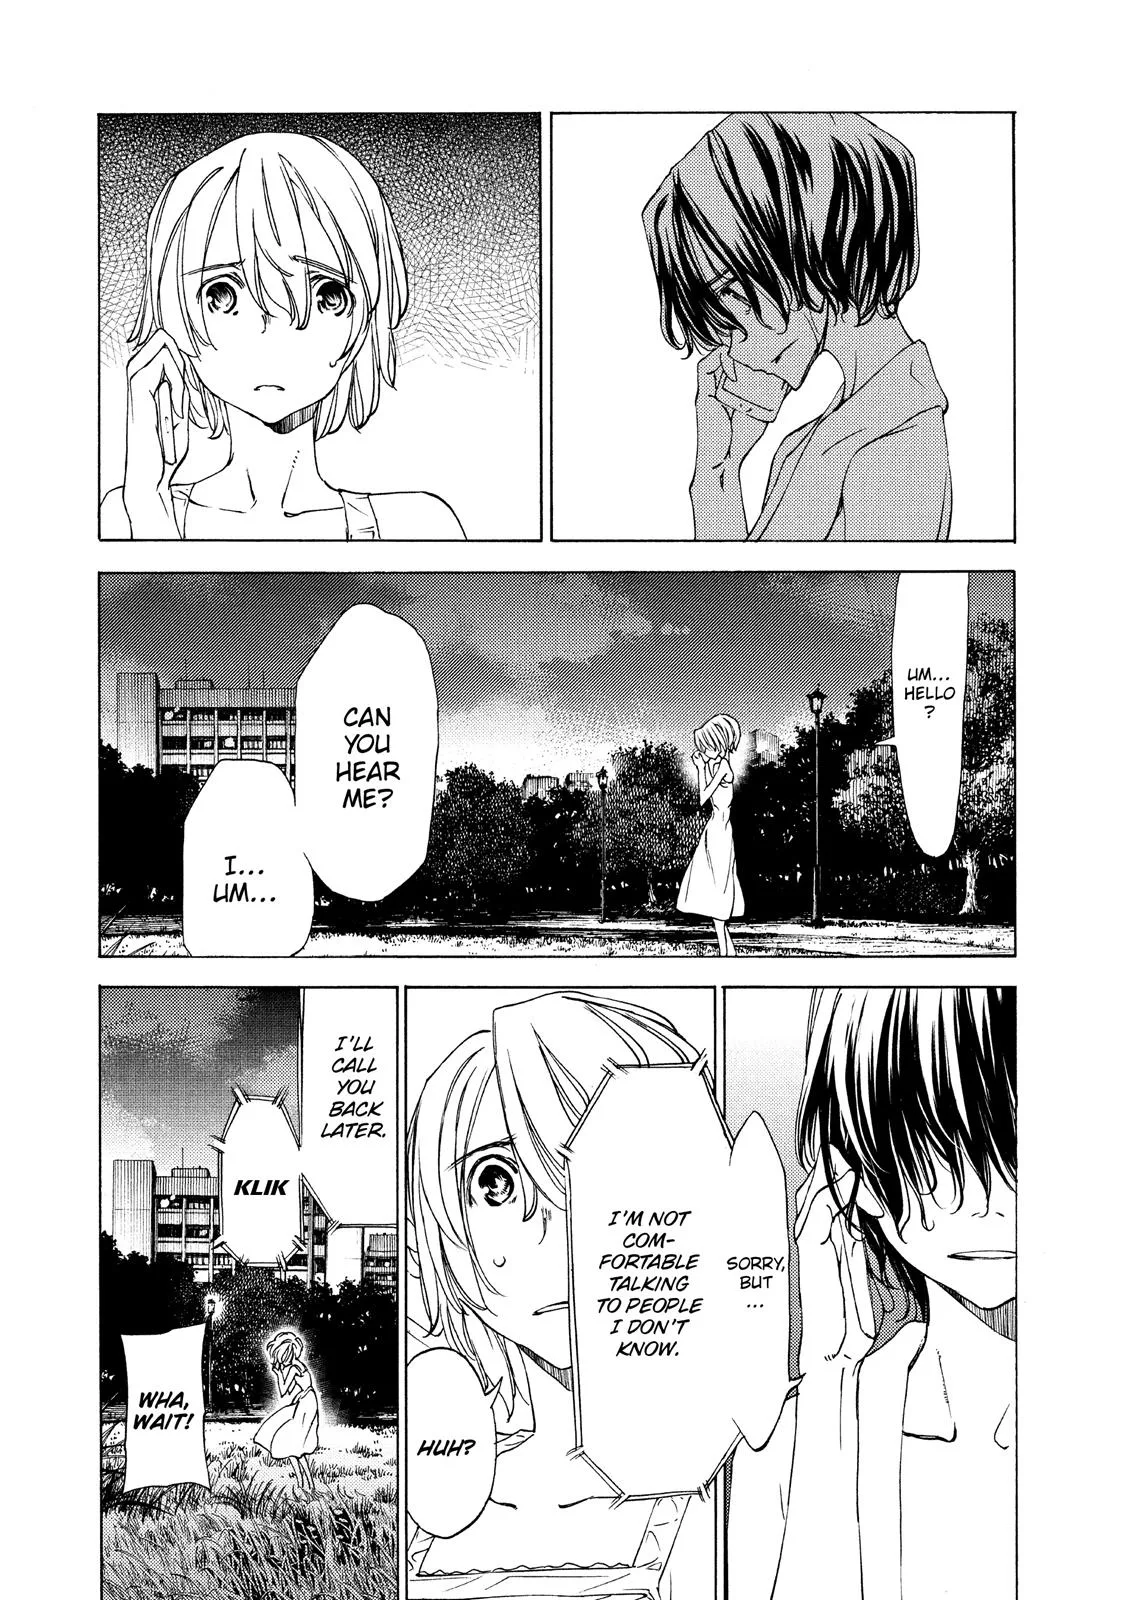 UM...
HELLO
?
CAN
YOU
HEAR
ME?
I...
UM...
SORRY,
BUT
...
I'M NOT
COM-
FORTABLE
TALKING
TO PEOPLE
I DON'T
KNOW.
HUH?
I'LL
CALL
YOU
BACK
LATER.
KLIK
WHA,
WAIT!